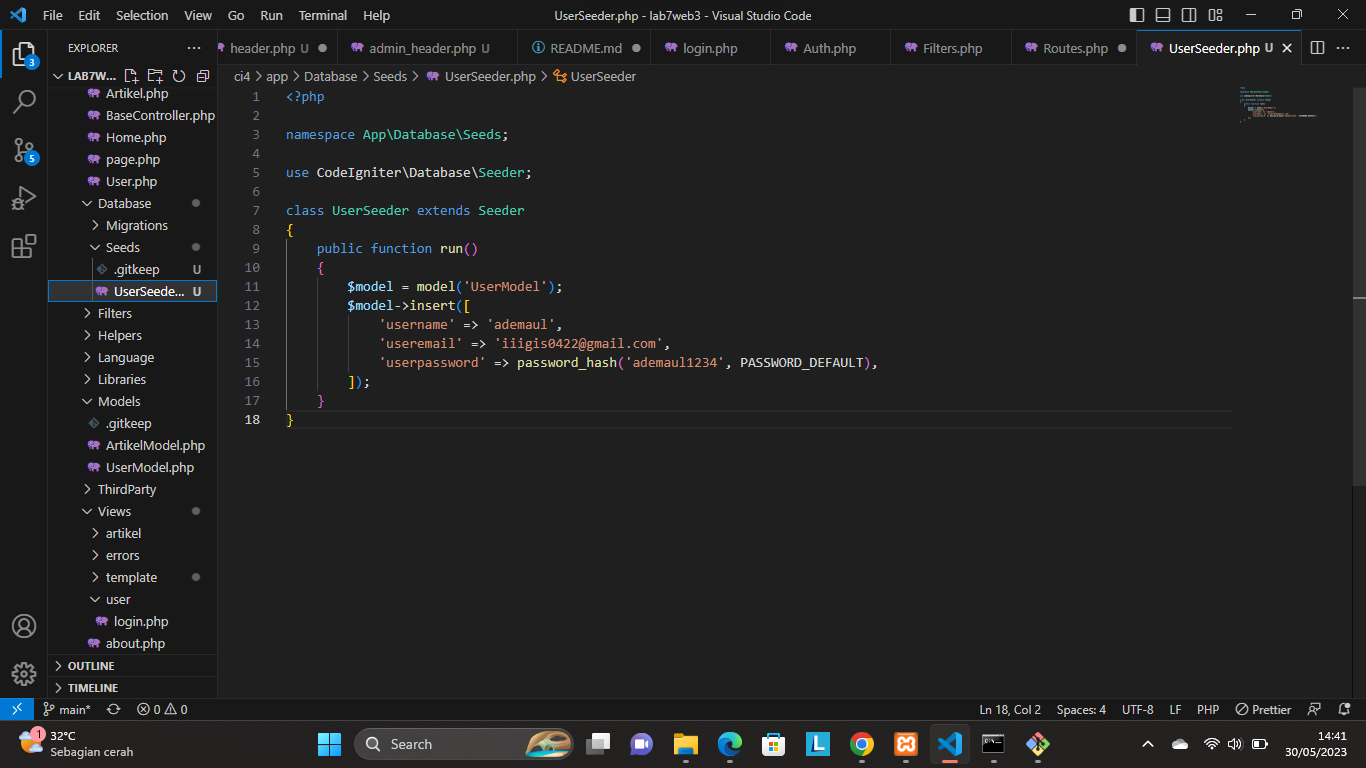 File Edit Selection View Go Run Terminal Help
UserSeeder.php - lab7web3 - Visual Studio Code
EXPLORER
header.php U
admin_header.php U
README.md
login.php
Auth.php
Filters.php
Routes.php
UserSeeder.php U
LAB7W...
ci4 > app > Database > Seeds > UserSeeder.php > UserSeeder
Artikel.php
BaseController.php
Home.php
page.php
User.php
Database
Migrations
Seeds
.gitkeep U
UserSeede... U
Filters
Helpers
Language
Libraries
Models
.gitkeep
ArtikelModel.php
UserModel.php
ThirdParty
Views
artikel
errors
template
user
login.php
about.php
OUTLINE
TIMELINE
3
5
1 <?php
2
3 namespace App\Database\Seeds;
4
5 use CodeIgniter\Database\Seeder;
6
7 class UserSeeder extends Seeder
8 {
9 public function run()
10 {
11 $model = model('UserModel');
12 $model->insert([
13 'username' => 'ademaul',
14 'useremail' => 'iiigis0422@gmail.com',
15 'userpassword' => password_hash('ademaul1234', PASSWORD_DEFAULT),
16 ]);
17 }
18 }
main* 0 0
Ln 18, Col 2 Spaces: 4 UTF-8 LF PHP Prettier
1
32°C
Sebagian cerah
Search
L
14:41
30/05/2023